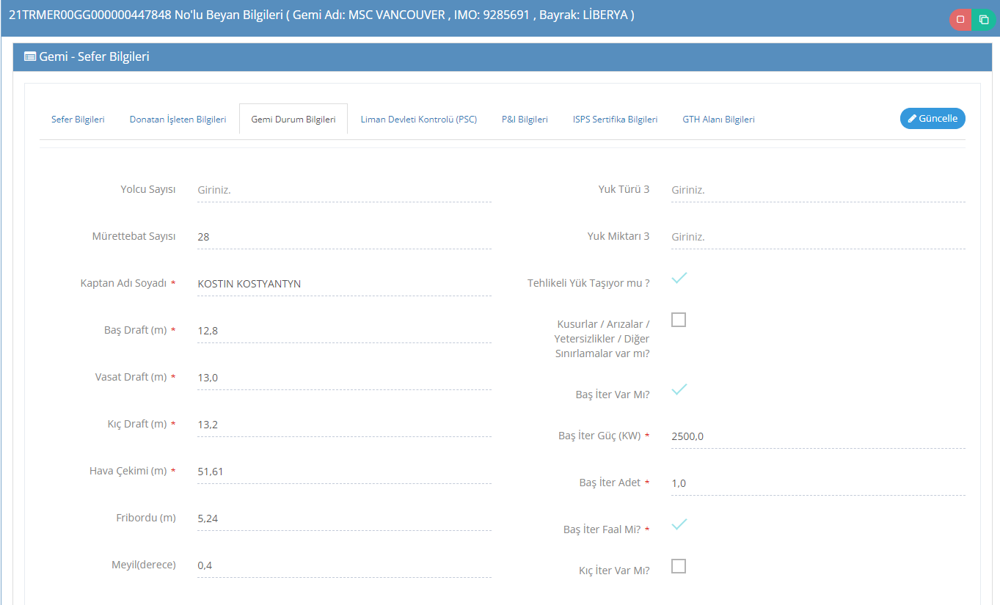 21TRMER00GG000000447848 No'lu Beyan Bilgileri ( Gemi Adı: MSC VANCOUVER , IMO: 9285691 , Bayrak: LİBERYA )
Gemi - Sefer Bilgileri
Sefer Bilgileri
Donatan İşleten Bilgileri
Gemi Durum Bilgileri
Liman Devleti Kontrolü (PSC)
P&I Bilgileri
ISPS Sertifika Bilgileri
GTH Alanı Bilgileri
Güncelle
Yolcu Sayısı
Giriniz.
Mürettebat Sayısı
28
Kaptan Adı Soyadı *
KOSTIN KOSTYANTYN
Baş Draft (m) *
12,8
Vasat Draft (m) *
13,0
Kıç Draft (m) *
13,2
Hava Çekimi (m) *
51,61
Fribordu (m)
5,24
Meyil(derece)
0,4
Yuk Türü 3
Giriniz.
Yuk Miktarı 3
Giriniz.
Tehlikeli Yük Taşıyor mu ?
Kusurlar / Arızalar /
Yetersizlikler / Diğer
Sınırlamalar var mı?
Baş İter Var Mı?
Baş İter Güç (KW) *
2500,0
Baş İter Adet *
1,0
Baş İter Faal Mi? *
Kıç İter Var Mı?